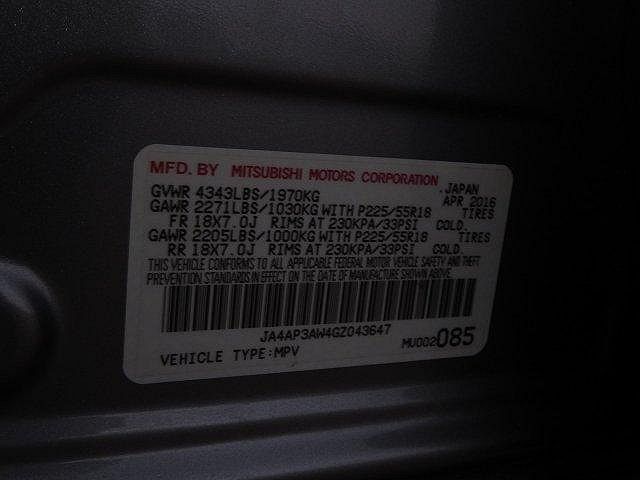 MFD. BY MITSUBISHI MOTORS CORPORATION, JAPAN
GVWR 4343LBS/1970KG APR 2016
GAWR 2271LBS/1030KG WITH P225/55R18 TIRES
FR 18X7.0J RIMS AT 230KPA/33PSI COLD
GAWR 2205LBS/1000KG WITH P225/55R18 TIRES
RR 18X7.0J RIMS AT 230KPA/33PSI COLD
THIS VEHICLE CONFORMS TO ALL APPLICABLE FEDERAL MOTOR VEHICLE SAFETY AND THEFT
PREVENTION STANDARDS IN EFFECT ON THE DATE OF MANUFACTURE SHOWN ABOVE.
JA4AP3AW4GZ043647
VEHICLE TYPE:MPV MU002085